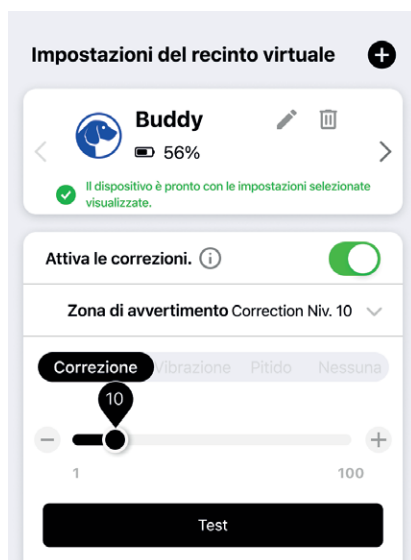 Impostazioni del recinto virtuale
Buddy
56%
Il dispositivo è pronto con le impostazioni selezionate
visualizzate.
Attiva le correzioni.
Zona di avvertimento Correction Niv. 10
Correzione Vibrazione Pitido Nessuna
10
1 100
Test